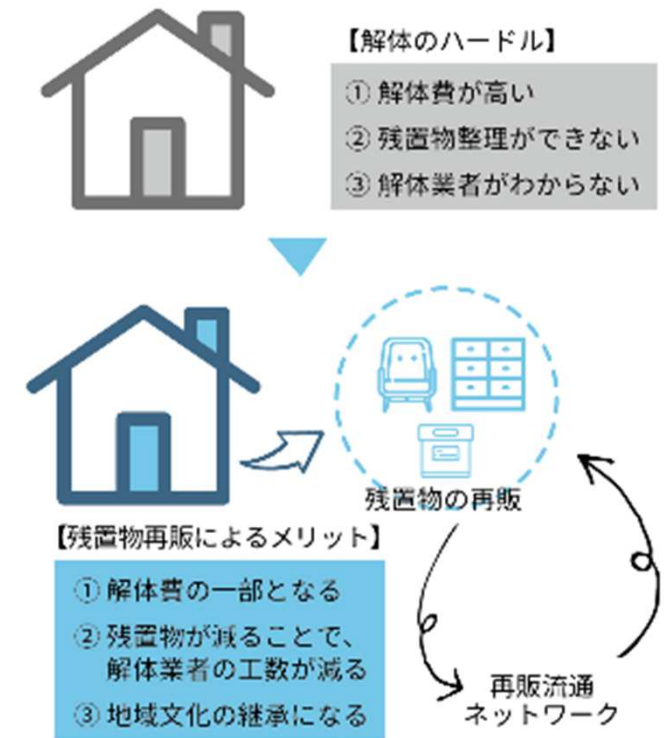 【解体のハードル】
① 解体費が高い
② 残置物整理ができない
③ 解体業者がわからない
残置物の再販
【残置物再販によるメリット】
① 解体費の一部となる
② 残置物が減ることで、
解体業者の工数が減る
③ 地域文化の継承になる
再販流通
ネットワーク